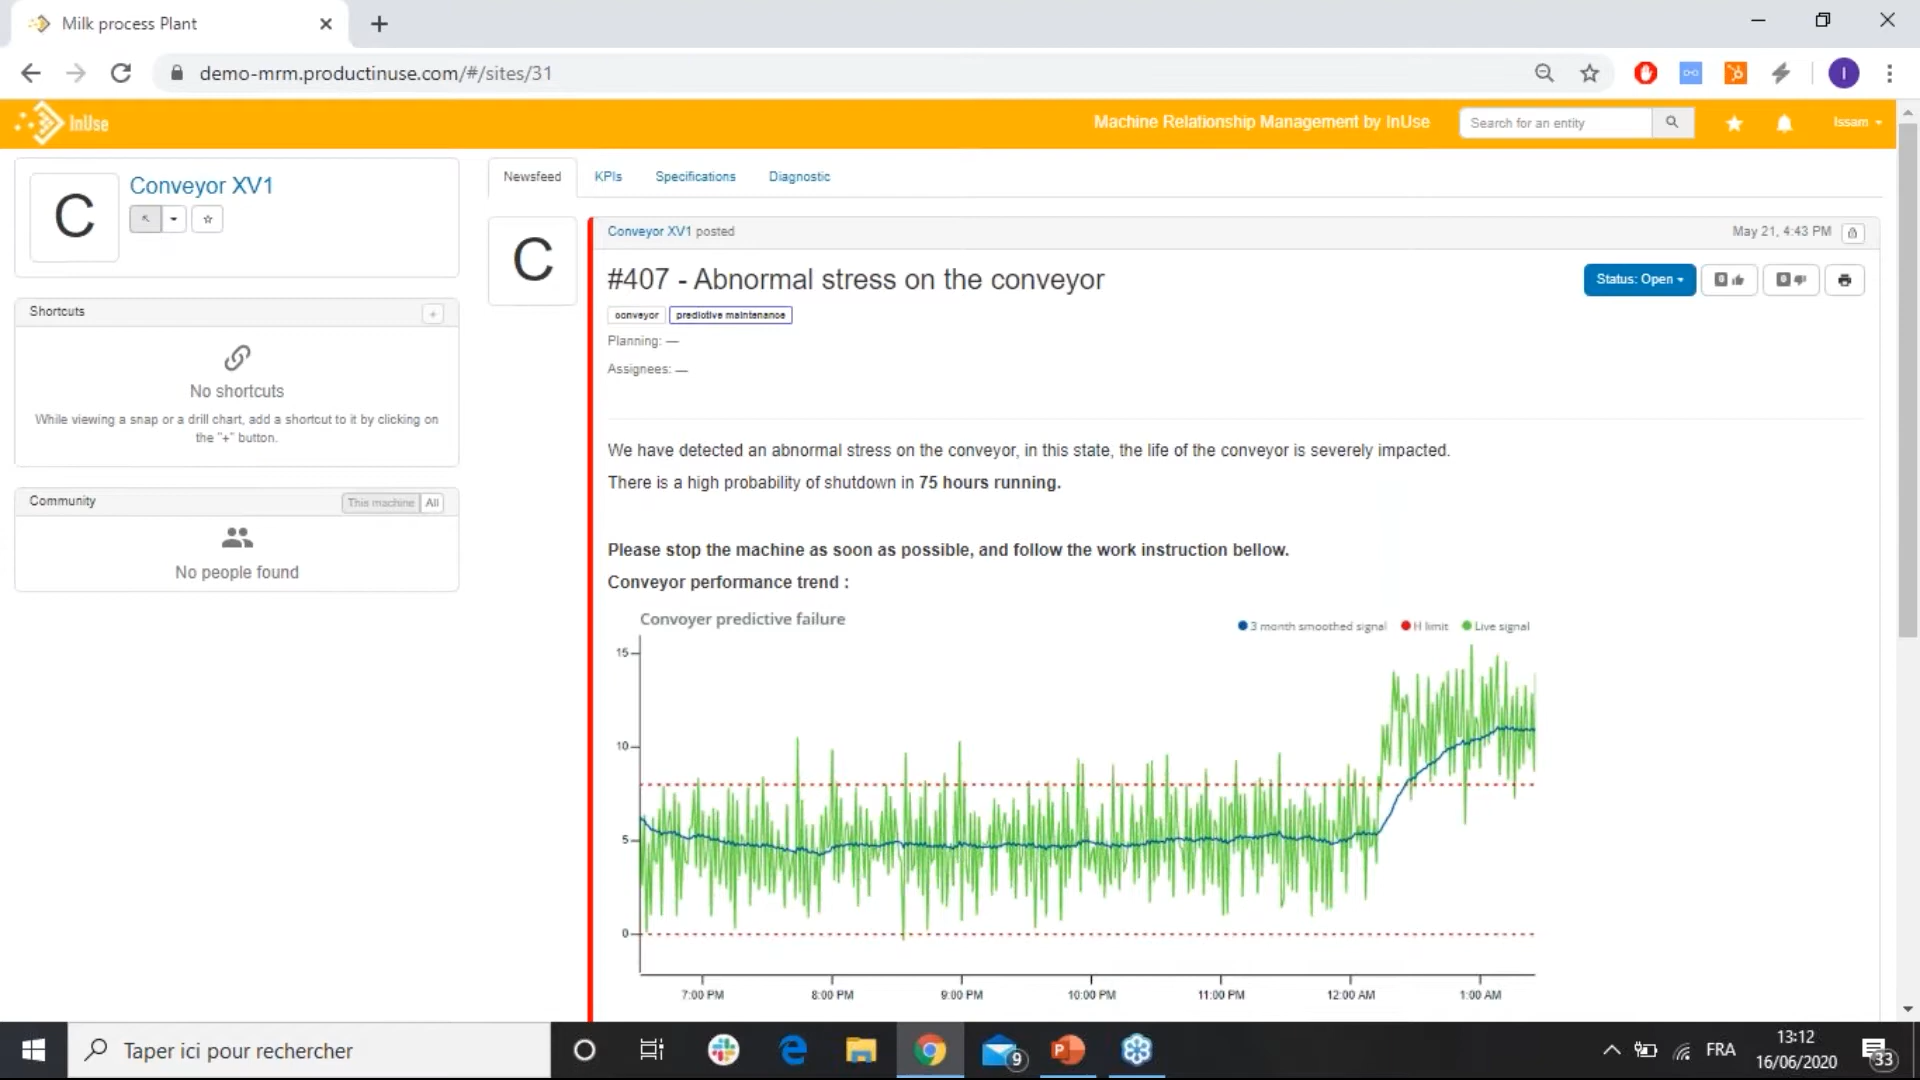 Milk process Plant
demo-mrm.productinuse.com/#/sites/31
I
InUse
Machine Relationship Management by InUse
Search for an entity
Issam
C
Conveyor XV1
Shortcuts
+
No shortcuts
While viewing a snap or a drill chart, add a shortcut to it by clicking on
the "+" button.
Community
This machine
All
No people found
Newsfeed
KPIs
Specifications
Diagnostic
C
Conveyor XV1 posted
May 21, 4:43 PM
#407 - Abnormal stress on the conveyor
Status: Open
0
0
conveyor
predictive maintenance
Planning: —
Assignees: —
We have detected an abnormal stress on the conveyor, in this state, the life of the conveyor is severely impacted.
There is a high probability of shutdown in 75 hours running.
Please stop the machine as soon as possible, and follow the work instruction bellow.
Conveyor performance trend :
Convoyer predictive failure
3 month smoothed signal
H limit
Live signal
15
10
5
0
7:00 PM
8:00 PM
9:00 PM
10:00 PM
11:00 PM
12:00 AM
1:00 AM
Taper ici pour rechercher
9
P
FRA
13:12
16/06/2020
33